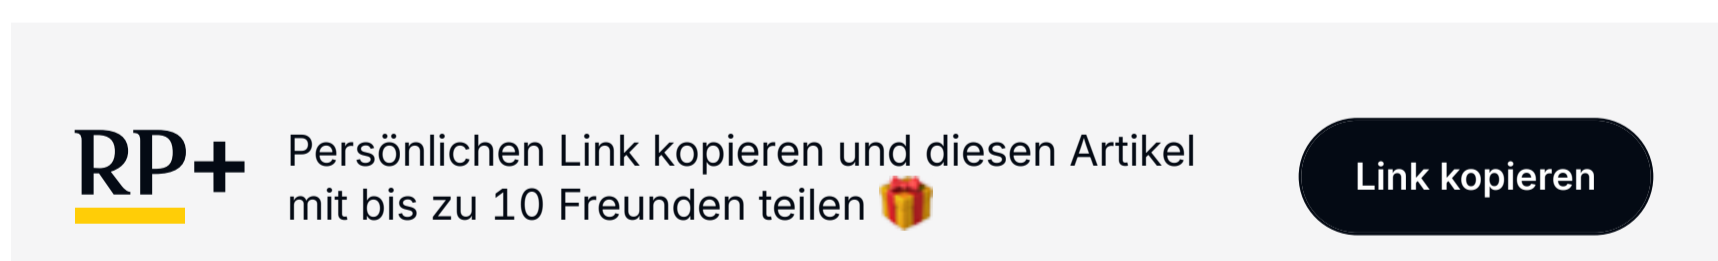 RP+
Persönlichen Link kopieren und diesen Artikel
mit bis zu 10 Freunden teilen 🎁
Link kopieren